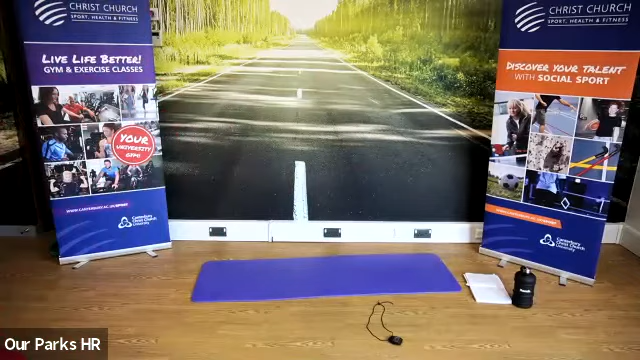 CHRIST CHURCH
SPORT, HEALTH & FITNESS
LIVE LIFE BETTER!
GYM & EXERCISE CLASSES
YOUR
UNIVERSITY
GYM!
Canterbury
Christ Church
University
CHRIST CHURCH
SPORT, HEALTH & FITNESS
DISCOVER YOUR TALENT
WITH SOCIAL SPORT
Canterbury
Christ Church
University
Our Parks HR